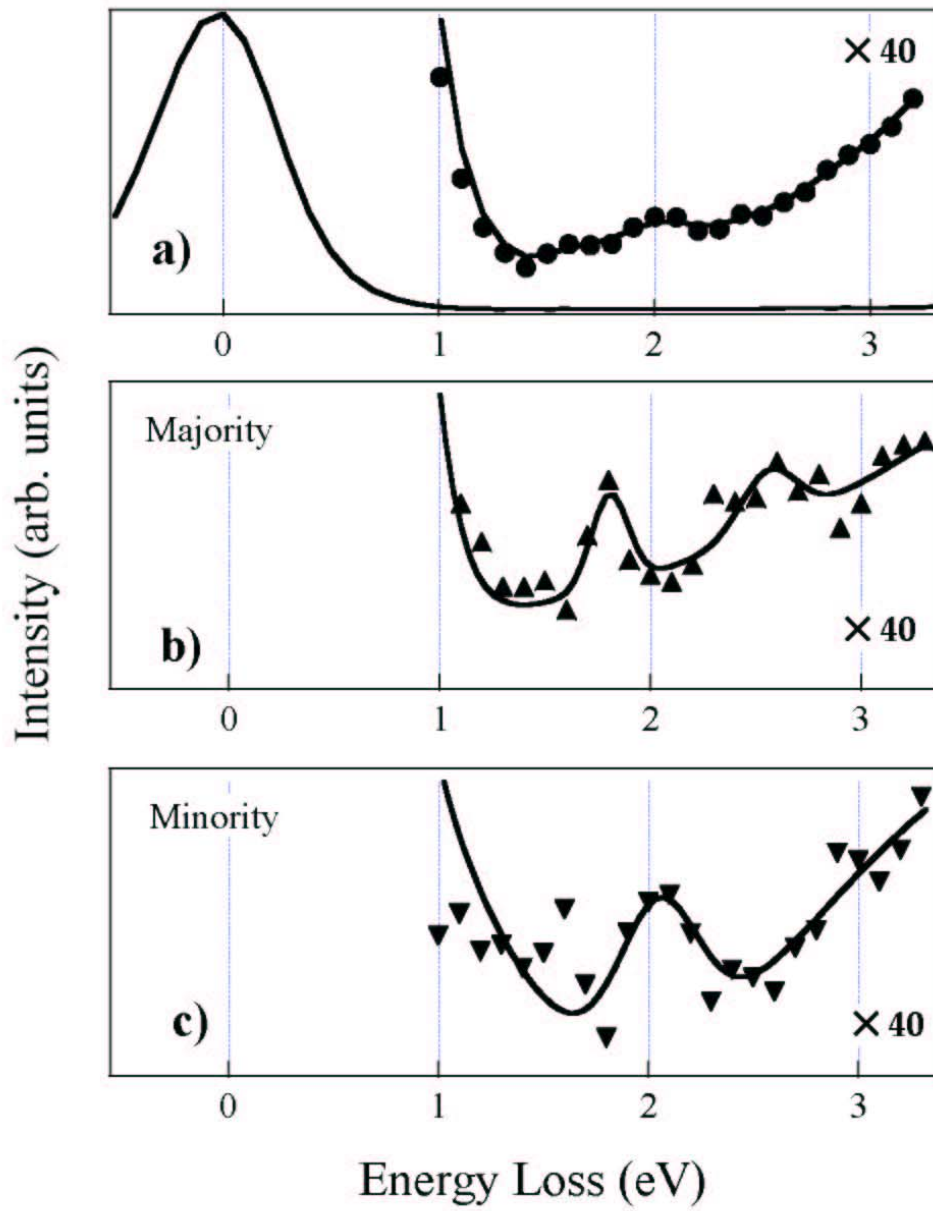 × 40
a)
0 1 2 3
Majority
× 40
b)
0 1 2 3
Minority
× 40
c)
0 1 2 3
Intensity (arb. units)
Energy Loss (eV)